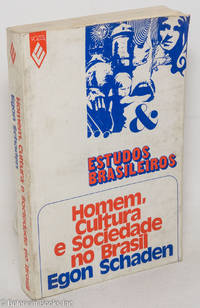 ESTUDOS
BRASILEIROS
Homem,
Cultura
e Sociedade
no Brasil
Egon Schaden
Homem, Cultura e Sociedade no Brasil
Egon Schaden